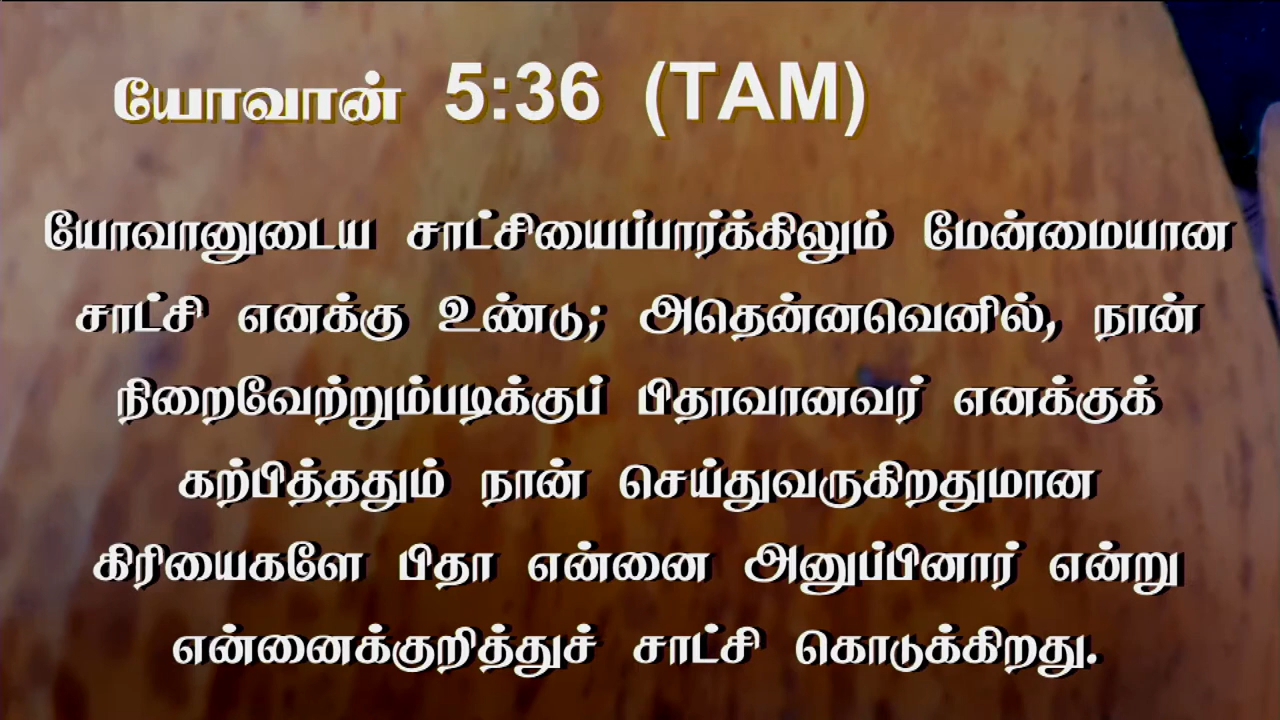 யோவான் 5:36 (TAM)
யோவானுடைய சாட்சியைப்பார்க்கிலும் மேன்மையான
சாட்சி எனக்கு உண்டு; அதென்னவெனில், நான்
நிறைவேற்றும்படிக்குப் பிதாவானவர் எனக்குக்
கற்பித்ததும் நான் செய்துவருகிறதுமான
கிரியைகளே பிதா என்னை அனுப்பினார் என்று
என்னைக்குறித்துச் சாட்சி கொடுக்கிறது.